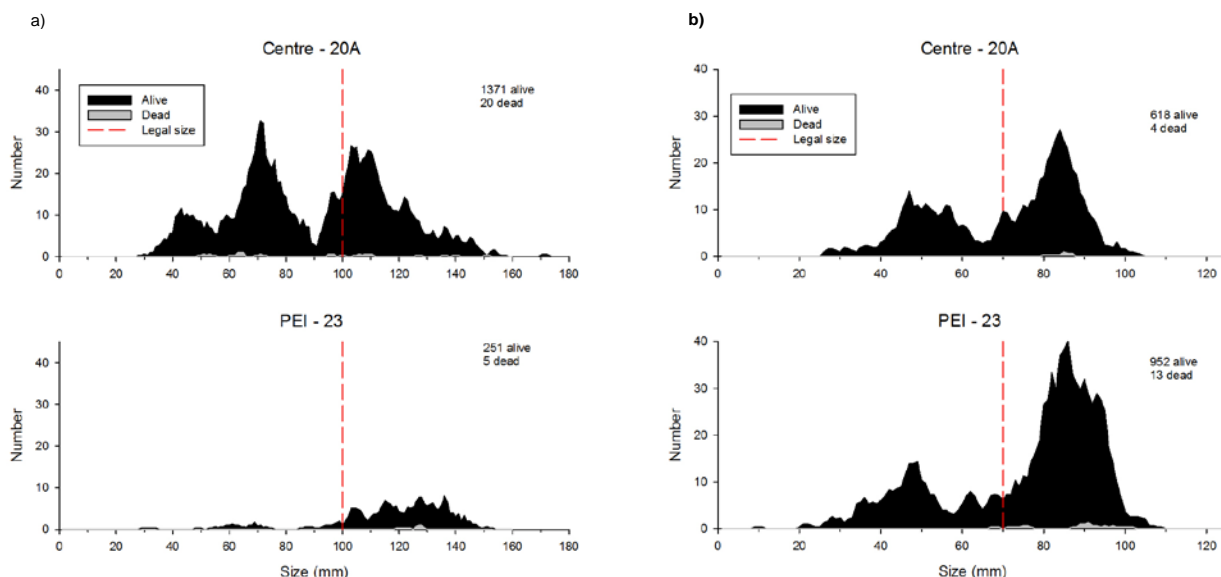 a)
Centre - 20A
Alive
Dead
Legal size
1371 alive
20 dead
Number
40
30
20
10
0
0 20 40 60 80 100 120 140 160 180
PEI - 23
251 alive
5 dead
Number
40
30
20
10
0
0 20 40 60 80 100 120 140 160 180
Size (mm)
b)
Centre - 20A
Alive
Dead
Legal size
618 alive
4 dead
Number
40
30
20
10
0
0 20 40 60 80 100 120
PEI - 23
952 alive
13 dead
Number
40
30
20
10
0
0 20 40 60 80 100 120
Size (mm)